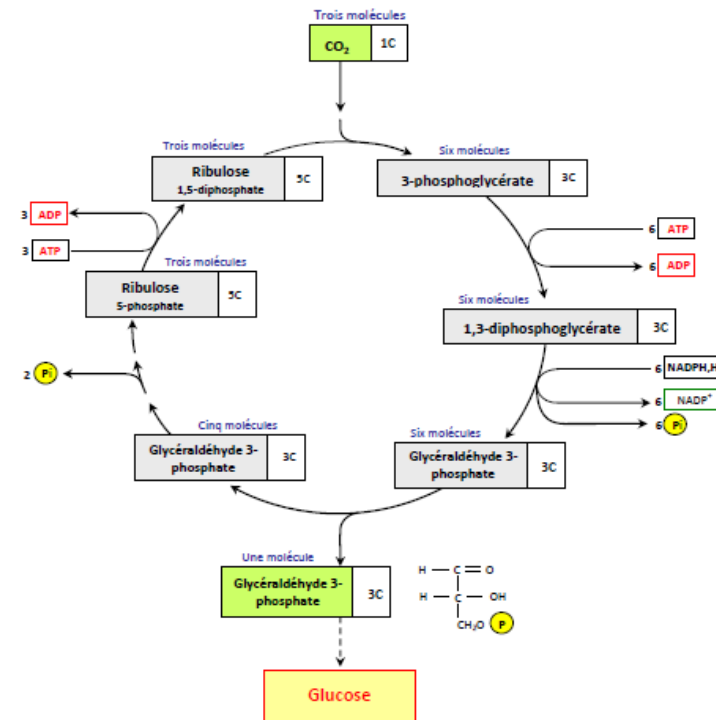 Trois molécules
CO₂ 1C
Trois molécules
Ribulose
1,5-diphosphate
5C
Six molécules
3-phosphoglycérate 3C
3 ADP
3 ATP
6 ATP
6 ADP
Trois molécules
Ribulose
5-phosphate
5C
Six molécules
1,3-diphosphoglycérate 3C
2 Pi
6 NADPH,H
6 NADP⁺
6 Pi
Cinq molécules
Glycéraldéhyde 3-
phosphate
3C
Six molécules
Glycéraldéhyde 3-
phosphate
3C
Une molécule
Glycéraldéhyde 3-
phosphate
3C
H C O
H C OH
CH₂O P
Glucose